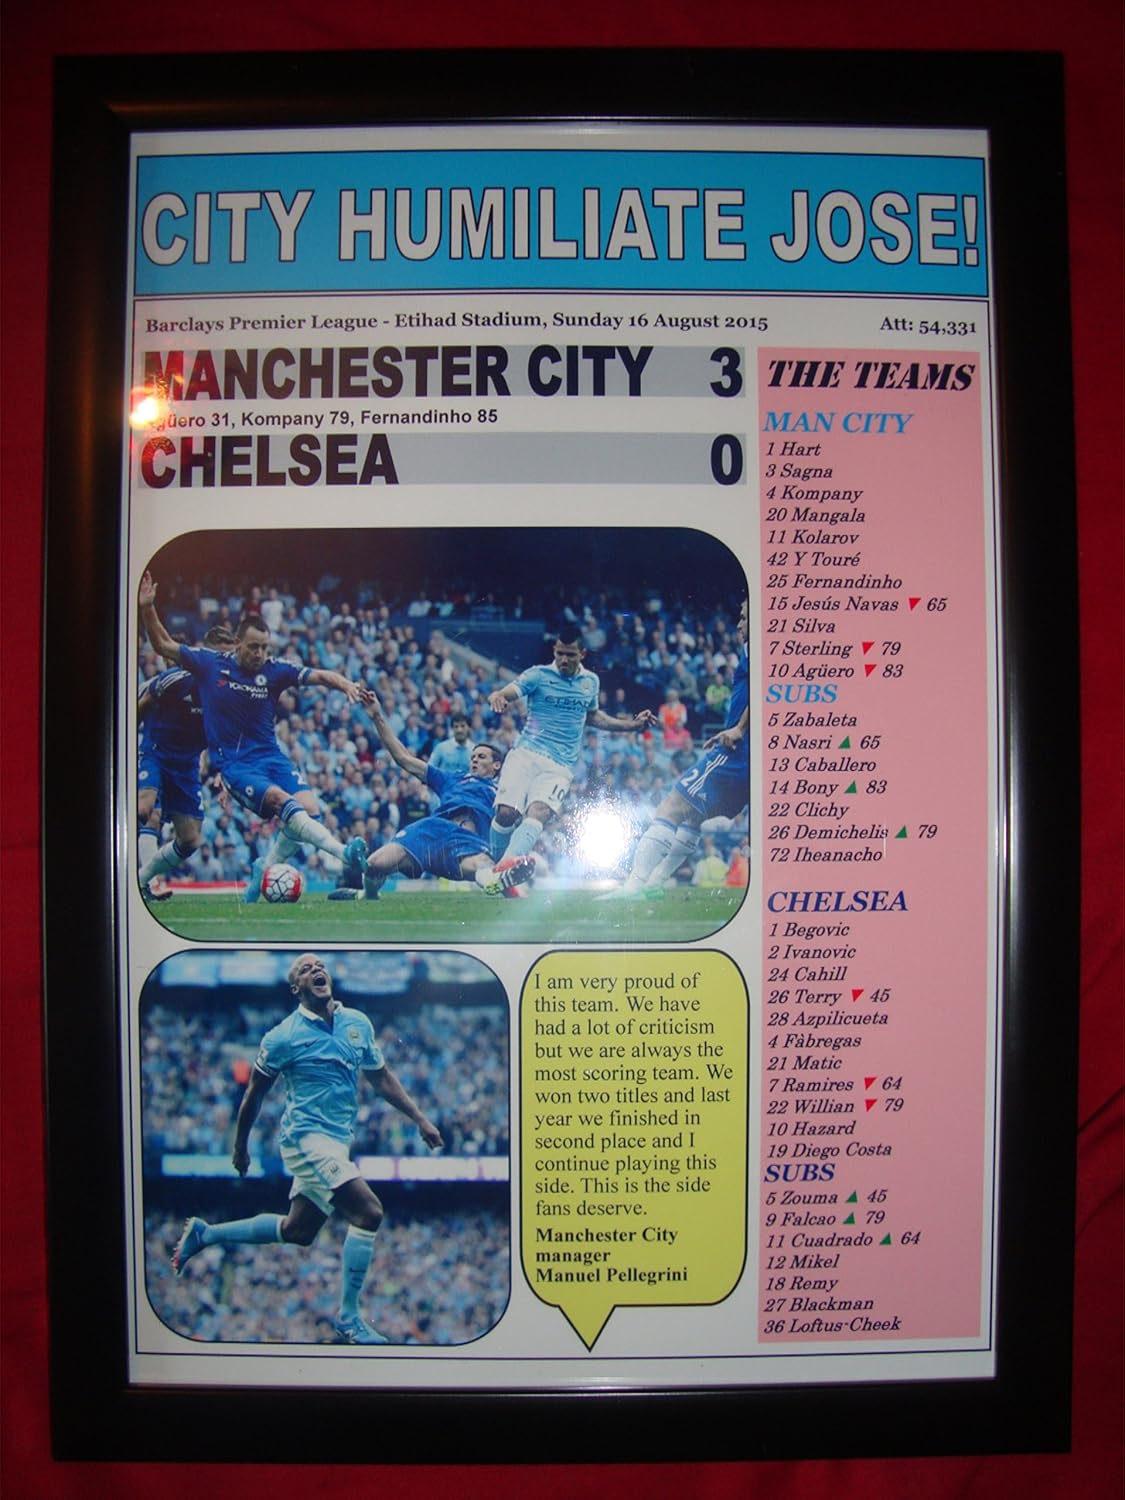 CITY HUMILIATE JOSE!
Barclays Premier League - Etihad Stadium, Sunday 16 August 2015 Att: 54,331
MANCHESTER CITY 3
Agüero 31, Kompany 79, Fernandinho 85
CHELSEA 0
YOKOHAMA
TYRES
ETIHAD
10
2
I am very proud of
this team. We have
had a lot of criticism
but we are always the
most scoring team. We
won two titles and last
year we finished in
second place and I
continue playing this
side. This is the side
fans deserve.
Manchester City
manager
Manuel Pellegrini
THE TEAMS
MAN CITY
1 Hart
3 Sagna
4 Kompany
20 Mangala
11 Kolarov
42 Y Touré
25 Fernandinho
15 Jesús Navas ▼ 65
21 Silva
7 Sterling ▼ 79
10 Agüero ▼ 83
SUBS
5 Zabaleta
8 Nasri ▲ 65
13 Caballero
14 Bony ▲ 83
22 Clichy
26 Demichelis ▲ 79
72 Iheanacho
CHELSEA
1 Begovic
2 Ivanovic
24 Cahill
26 Terry ▼ 45
28 Azpilicueta
4 Fàbregas
21 Matic
7 Ramires ▼ 64
22 Willian ▼ 79
10 Hazard
19 Diego Costa
SUBS
5 Zouma ▲ 45
9 Falcao ▲ 79
11 Cuadrado ▲ 64
12 Mikel
18 Remy
27 Blackman
36 Loftus-Cheek